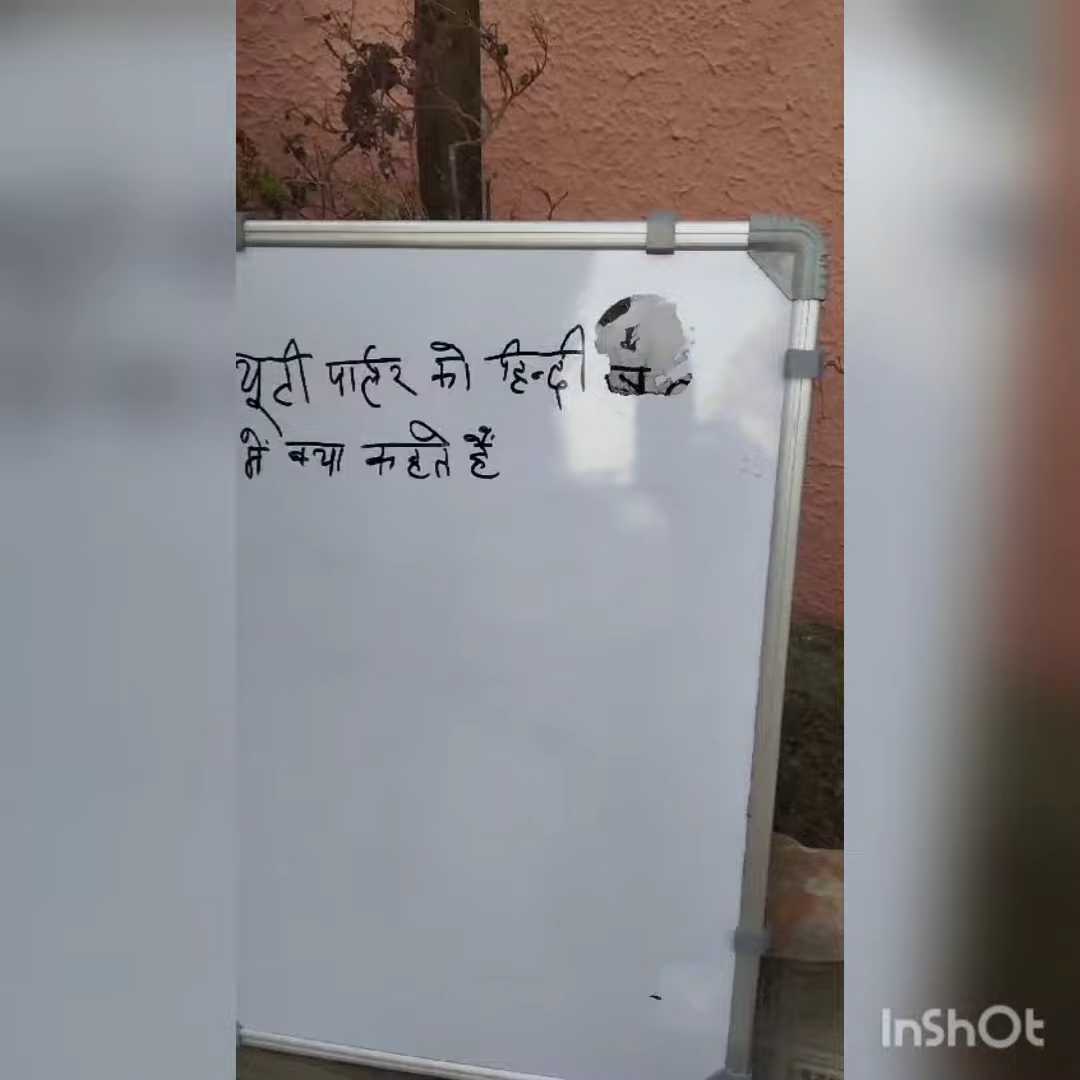 यूटी पार्लर को हिन्दी
में क्या कहते हैं
InShOt